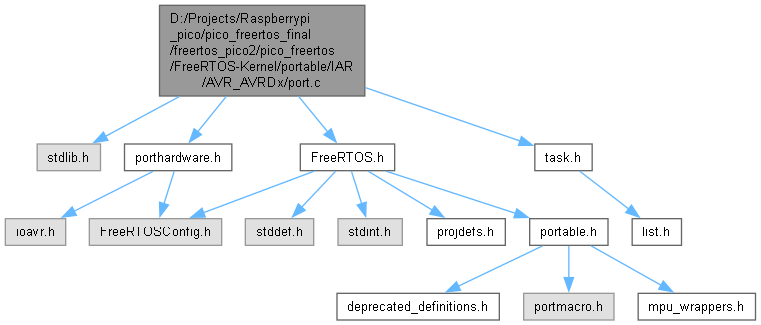 D:/Projects/Raspberrypi
_pico/pico_freertos_final
/freertos_pico2/pico_freertos
/FreeRTOS-Kernel/portable/IAR
/AVR_AVRDx/port.c
stdlib.h
porthardware.h
FreeRTOS.h
task.h
ioavr.h
FreeRTOSConfig.h
stddef.h
stdint.h
projdefs.h
portable.h
list.h
deprecated_definitions.h
portmacro.h
mpu_wrappers.h